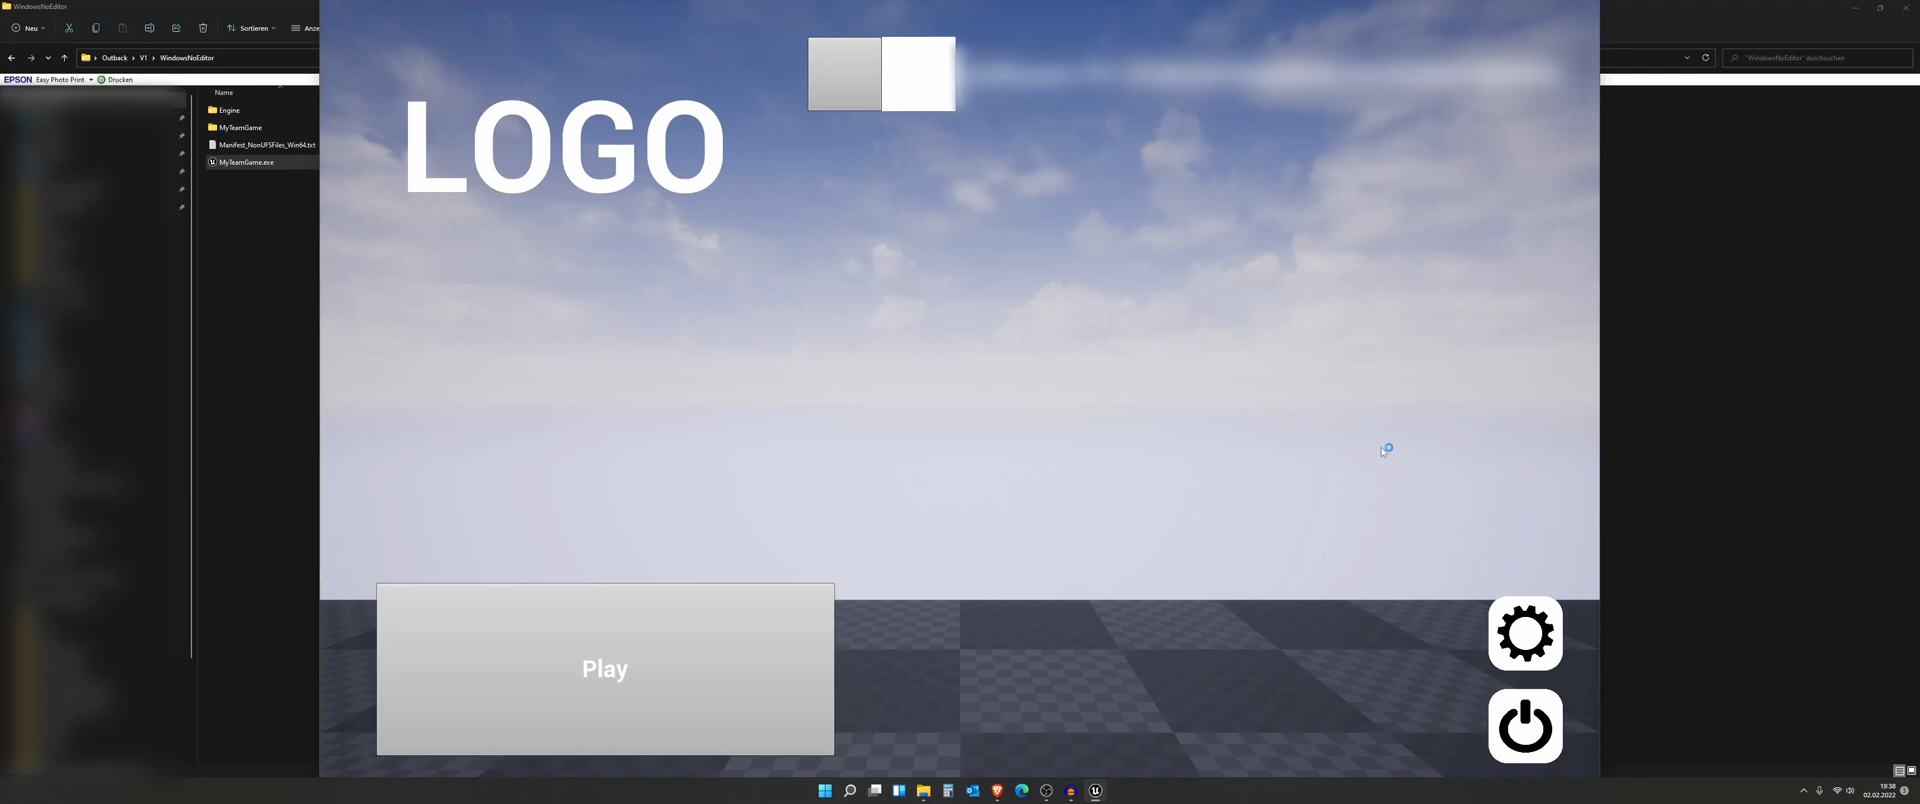 WindowsNoEditor
Neu
Sortieren
Anze
Outback > V1 > WindowsNoEditor
"WindowsNoEditor" durchsuchen
EPSON Easy Photo Print Drucken
Name
Engine
MyTeamGame
Manifest_NonUFSFiles_Win64.txt
MyTeamGame.exe
LOGO
Play
19:38
02.02.2022